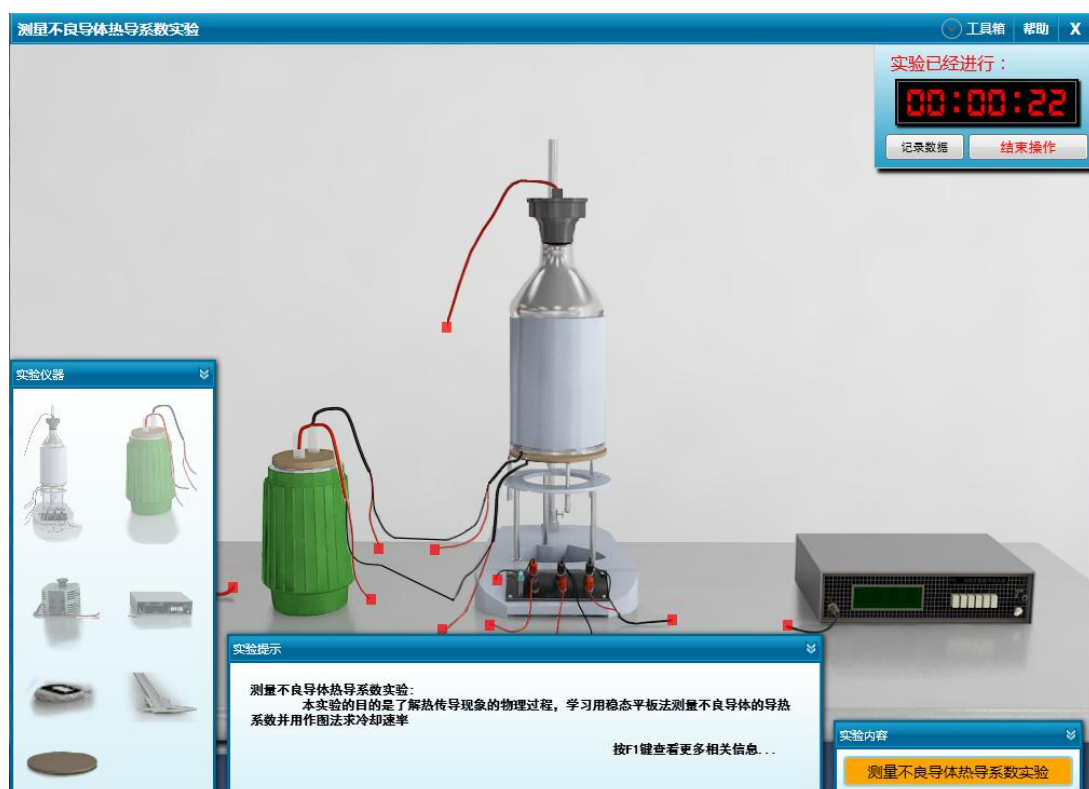 测量不良导体热导系数实验
工具箱 帮助 X
实验已经进行：
00:00:22
记录数据 结束操作
实验仪器
实验提示
测量不良导体热导系数实验:
本实验的目的是了解热传导现象的物理过程，学习用稳态平板法测量不良导体的导热
系数并用作图法求冷却速率
按F1键查看更多相关信息...
实验内容
测量不良导体热导系数实验